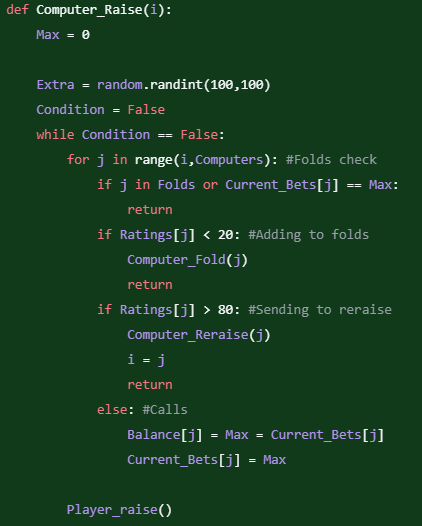 def Computer_Raise(i):
    Max = 0

    Extra = random.randint(100,100)
    Condition = False
    while Condition == False:
        for j in range(i,Computers): #Folds check
            if j in Folds or Current_Bets[j] == Max:
                return
            if Ratings[j] < 20: #Adding to folds
                Computer_Fold(j)
                return
            if Ratings[j] > 80: #Sending to reraise
                Computer_Reraise(j)
                i = j
                return
            else: #Calls
                Balance[j] = Max = Current_Bets[j]
                Current_Bets[j] = Max

        Player_raise()